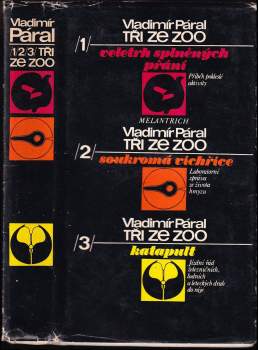 Vladimír
Páral
/1/2/3/ TŘI
ze zoo
/1/
Vladimír Páral
TŘI ze zoo
veletrh splněných
přání
Příběh pokleslé
aktivity
MELANTRICH
/2/
Vladimír Páral
TŘI ze zoo
soukromá vichřice
Laboratorní
zpráva
ze života
hmyzu
/3/
Vladimír Páral
TŘI ze zoo
katapult
Jízdní řád
železničních,
lodních
a leteckých drah
do ráje